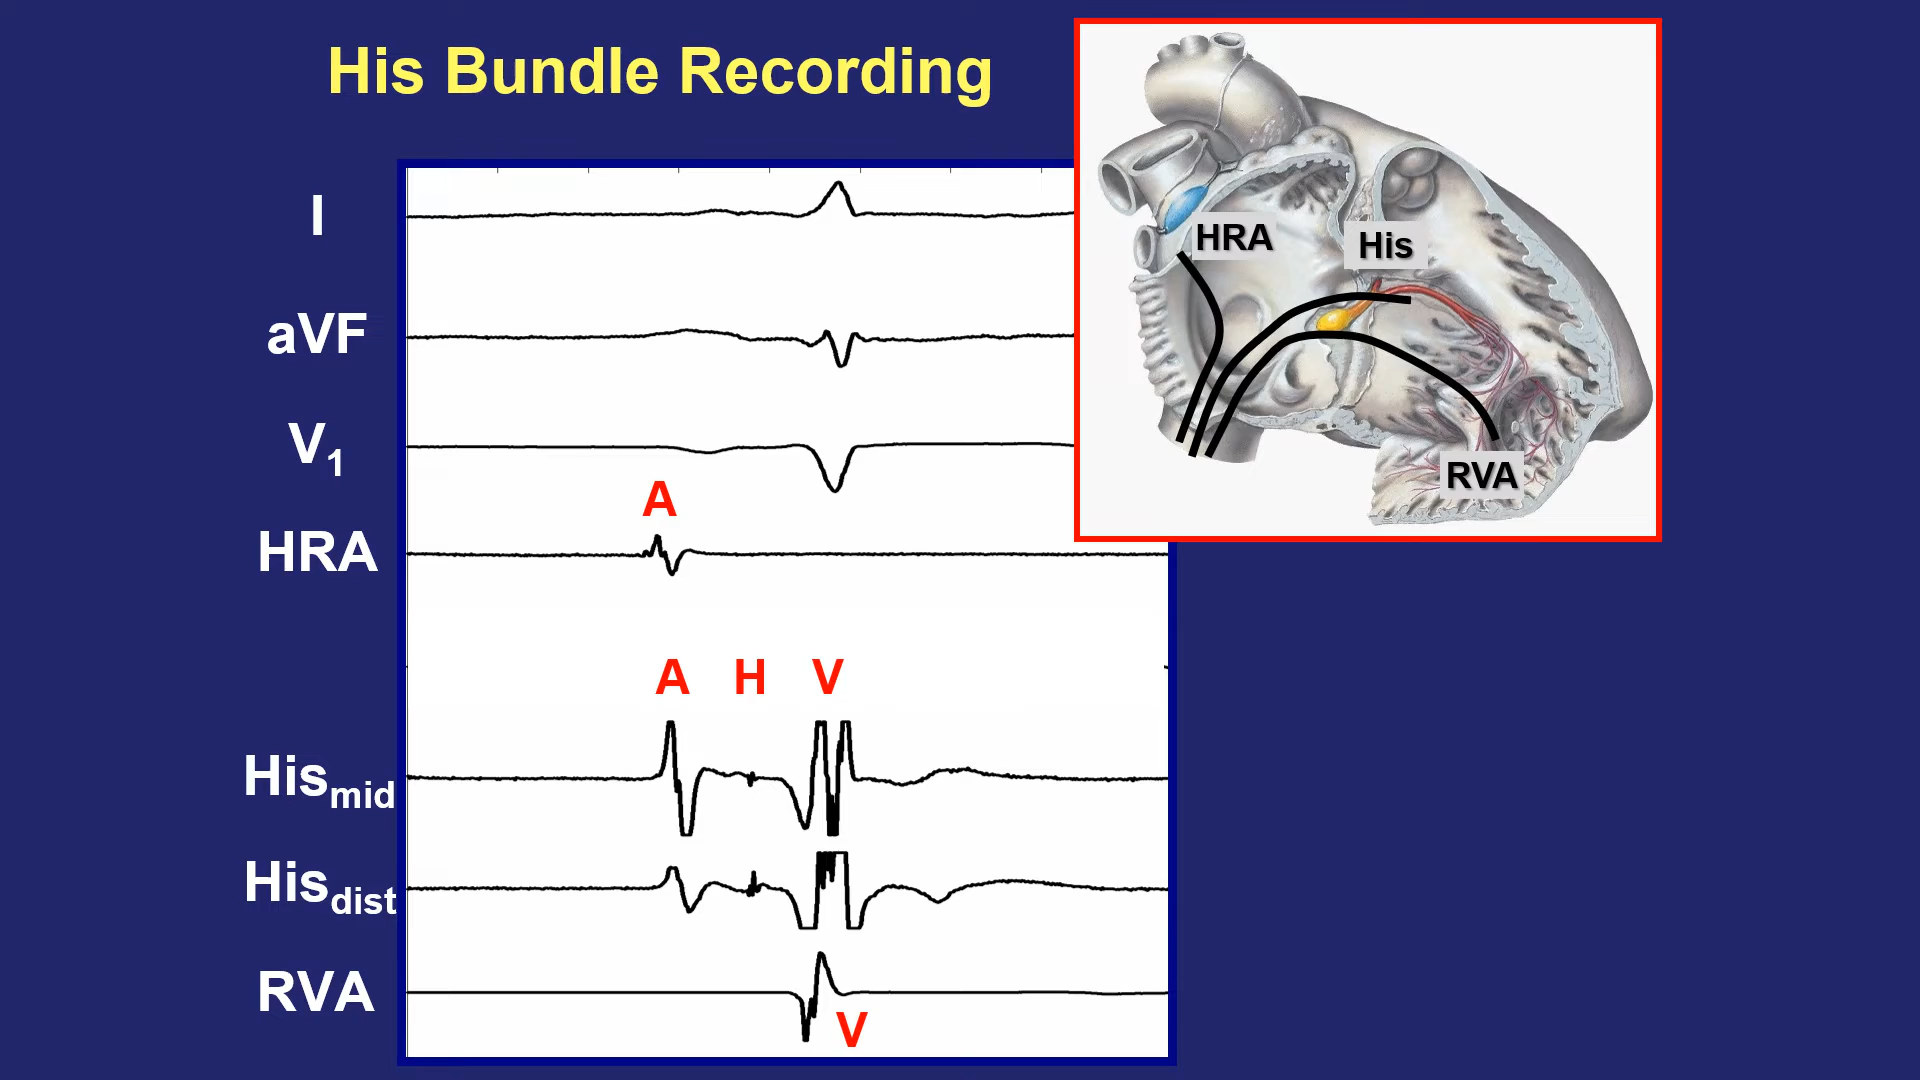 His Bundle Recording
I
aVF
V1
HRA
Hismid
Hisdist
RVA
A
A H V
V
HRA
His
RVA